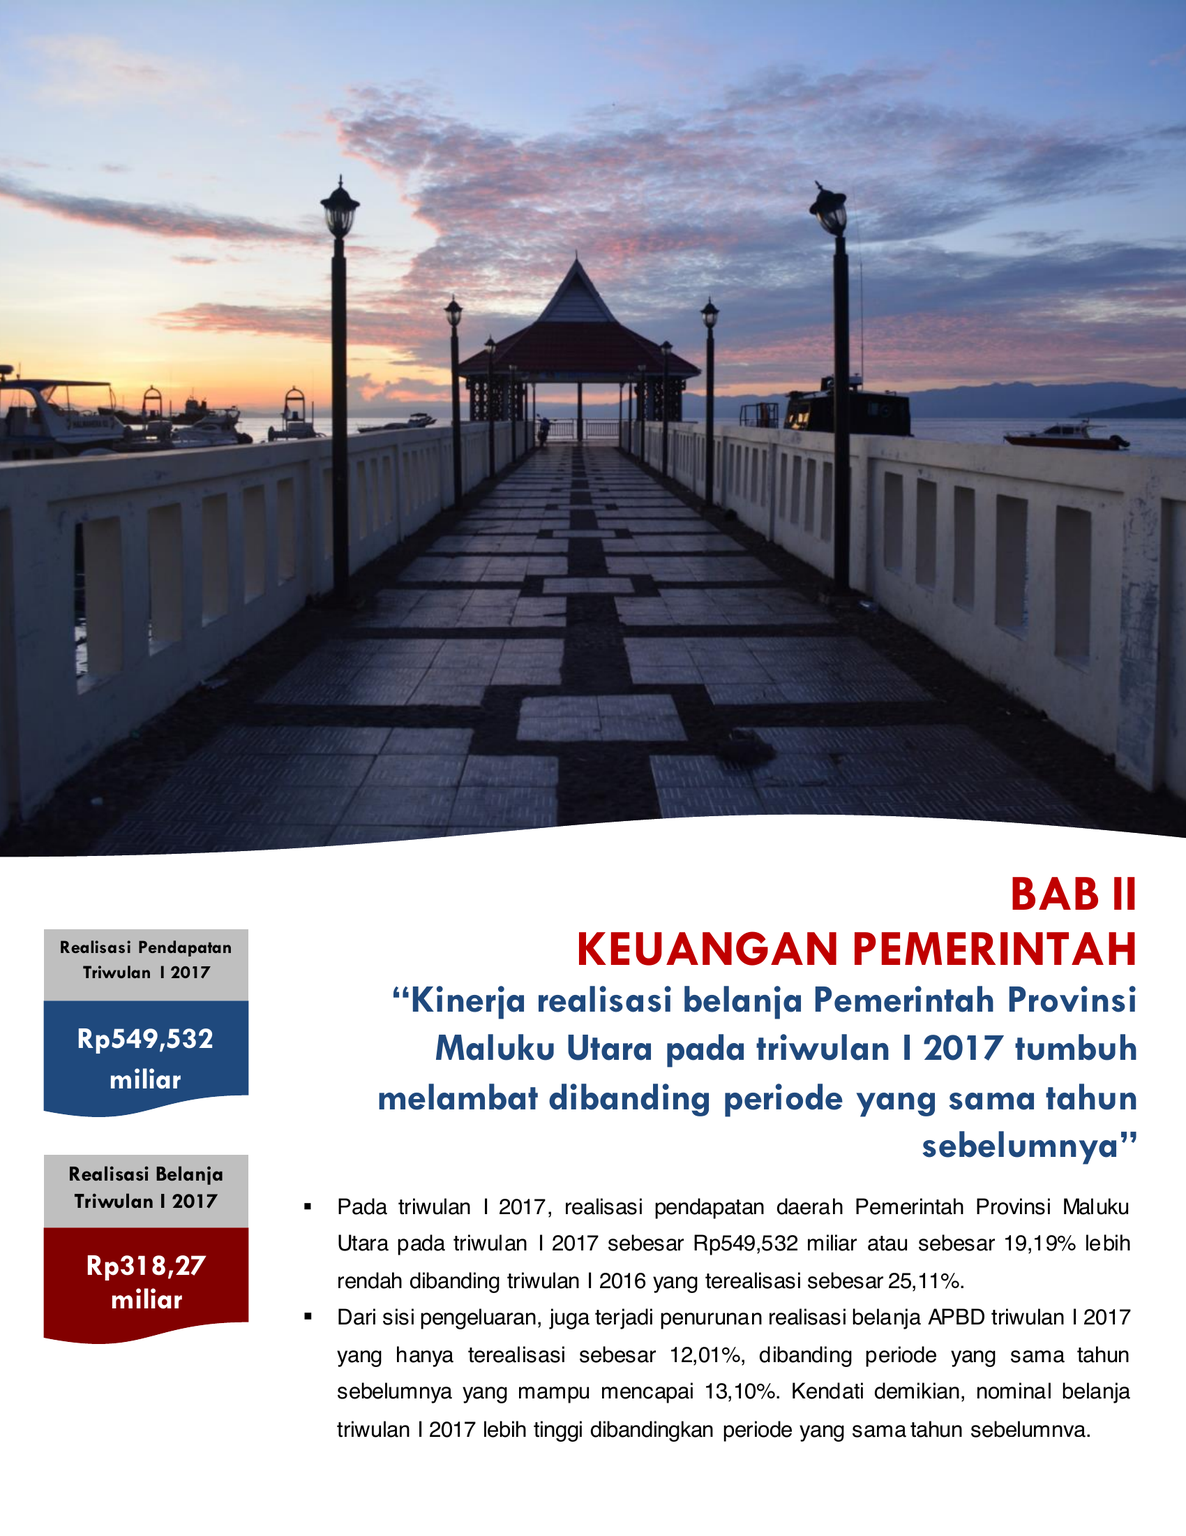 BAB II
KEUANGAN PEMERINTAH
“Kinerja realisasi belanja Pemerintah Provinsi
Maluku Utara pada triwulan I 2017 tumbuh
melambat dibanding periode yang sama tahun
sebelumnya”
Realisasi Pendapatan
Triwulan I 2017
Rp549,532
miliar
Realisasi Belanja
Triwulan I 2017
Rp318,27
miliar
▪ Pada triwulan I 2017, realisasi pendapatan daerah Pemerintah Provinsi Maluku
Utara pada triwulan I 2017 sebesar Rp549,532 miliar atau sebesar 19,19% lebih
rendah dibanding triwulan I 2016 yang terealisasi sebesar 25,11%.
▪ Dari sisi pengeluaran, juga terjadi penurunan realisasi belanja APBD triwulan I 2017
yang hanya terealisasi sebesar 12,01%, dibanding periode yang sama tahun
sebelumnya yang mampu mencapai 13,10%. Kendati demikian, nominal belanja
triwulan I 2017 lebih tinggi dibandingkan periode yang sama tahun sebelumnya.